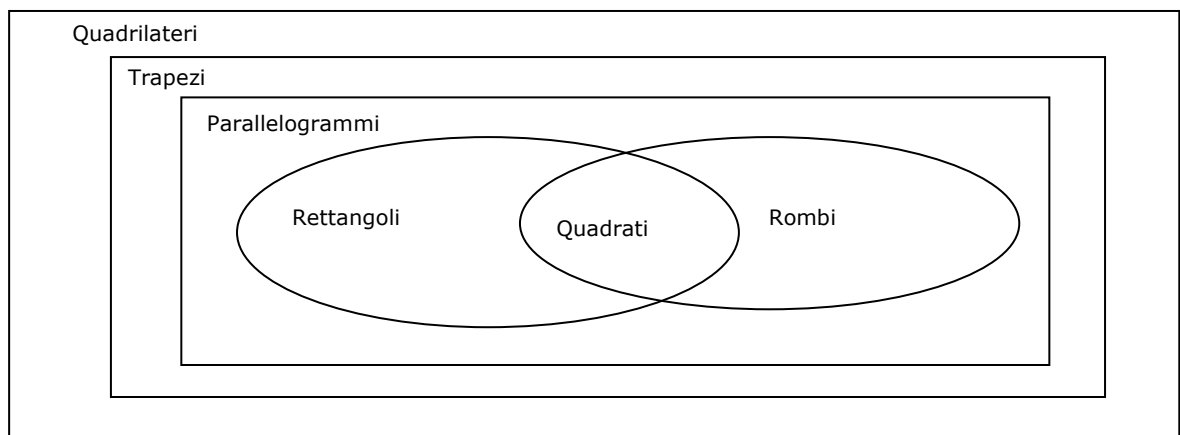 Quadrilateri
Trapezi
Parallelogrammi
Rettangoli
Quadrati
Rombi